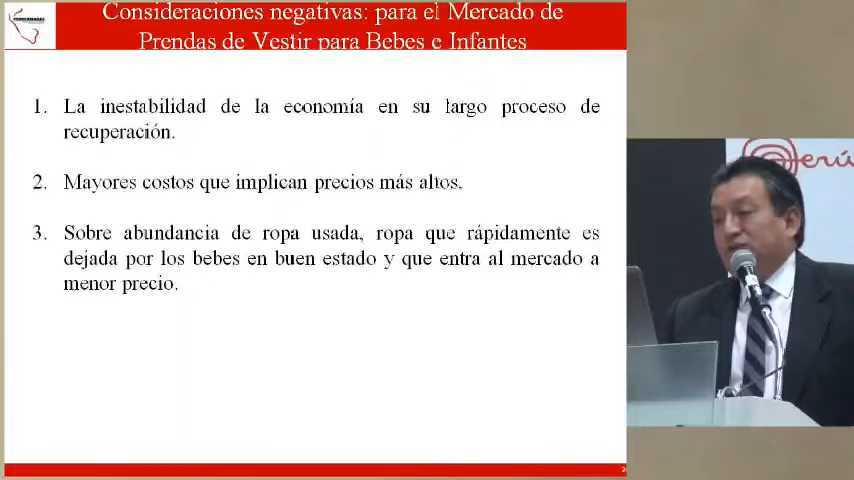 Consideraciones negativas: para el Mercado de
Prendas de Vestir para Bebes e Infantes
1. La inestabilidad de la economía en su largo proceso de
recuperación.
2. Mayores costos que implican precios más altos.
3. Sobre abundancia de ropa usada, ropa que rápidamente es
dejada por los bebes en buen estado y que entra al mercado a
menor precio.
Perú